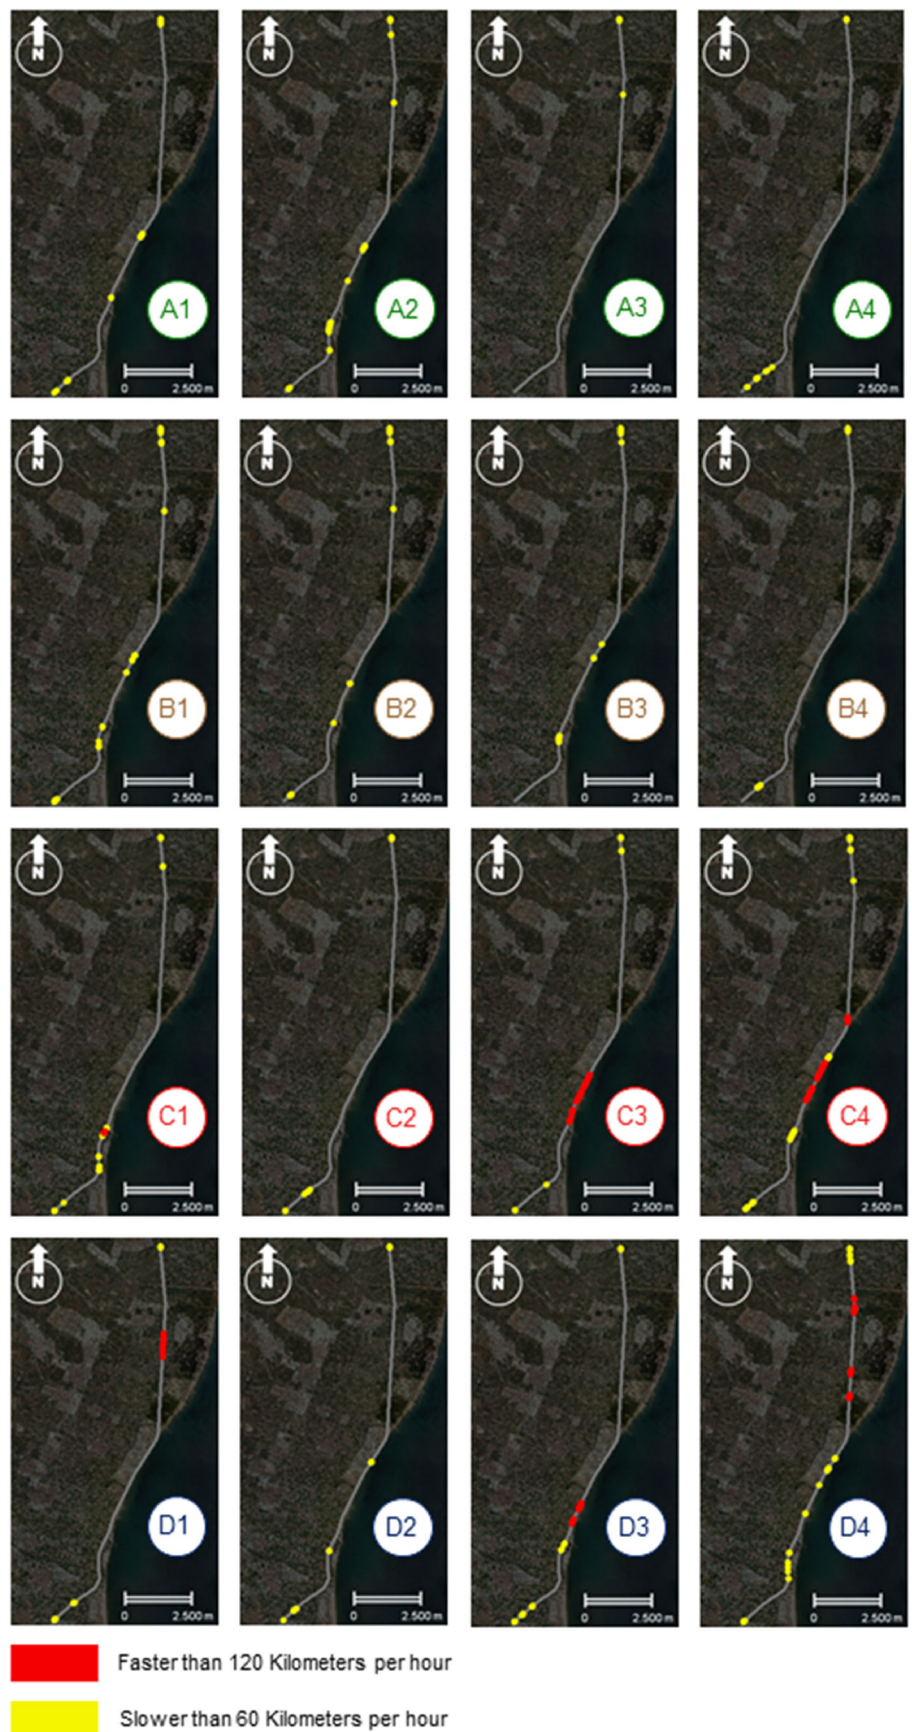 N N N N
A1 A2 A3 A4
0 2.500 m 0 2.500 m 0 2.500 m 0 2.500 m
N N N N
B1 B2 B3 B4
0 2.500 m 0 2.500 m 0 2.500 m 0 2.500 m
N N N N
C1 C2 C3 C4
0 2.500 m 0 2.500 m 0 2.500 m 0 2.500 m
N N N N
D1 D2 D3 D4
0 2.500 m 0 2.500 m 0 2.500 m 0 2.500 m
Faster than 120 Kilometers per hour
Slower than 60 Kilometers per hour